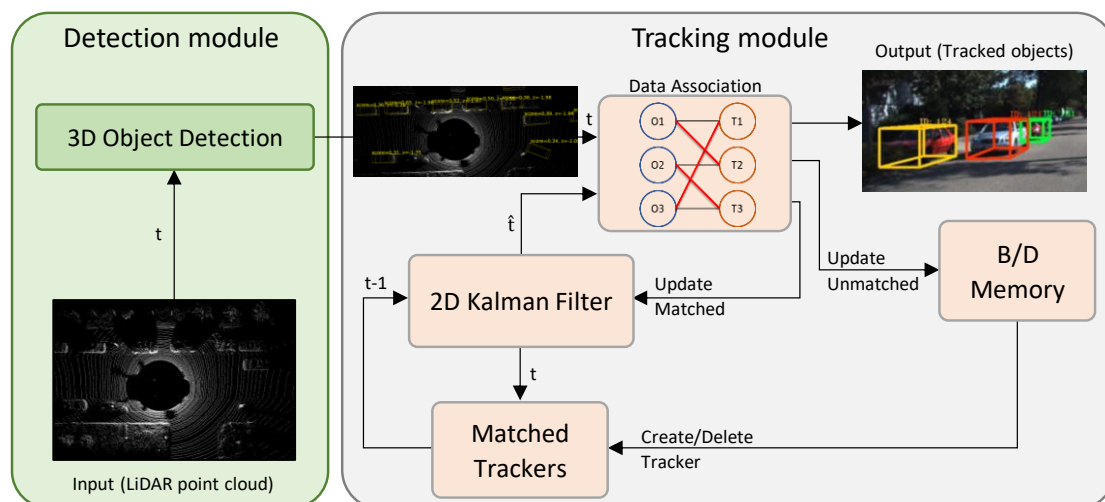 Detection module
3D Object Detection
t
Input (LiDAR point cloud)
Tracking module
Output (Tracked objects)
Data Association
t
O1
T1
O2
T2
O3
T3
t̂
t-1
2D Kalman Filter
Update
Matched
Update
Unmatched
B/D
Memory
t
Matched
Trackers
Create/Delete
Tracker